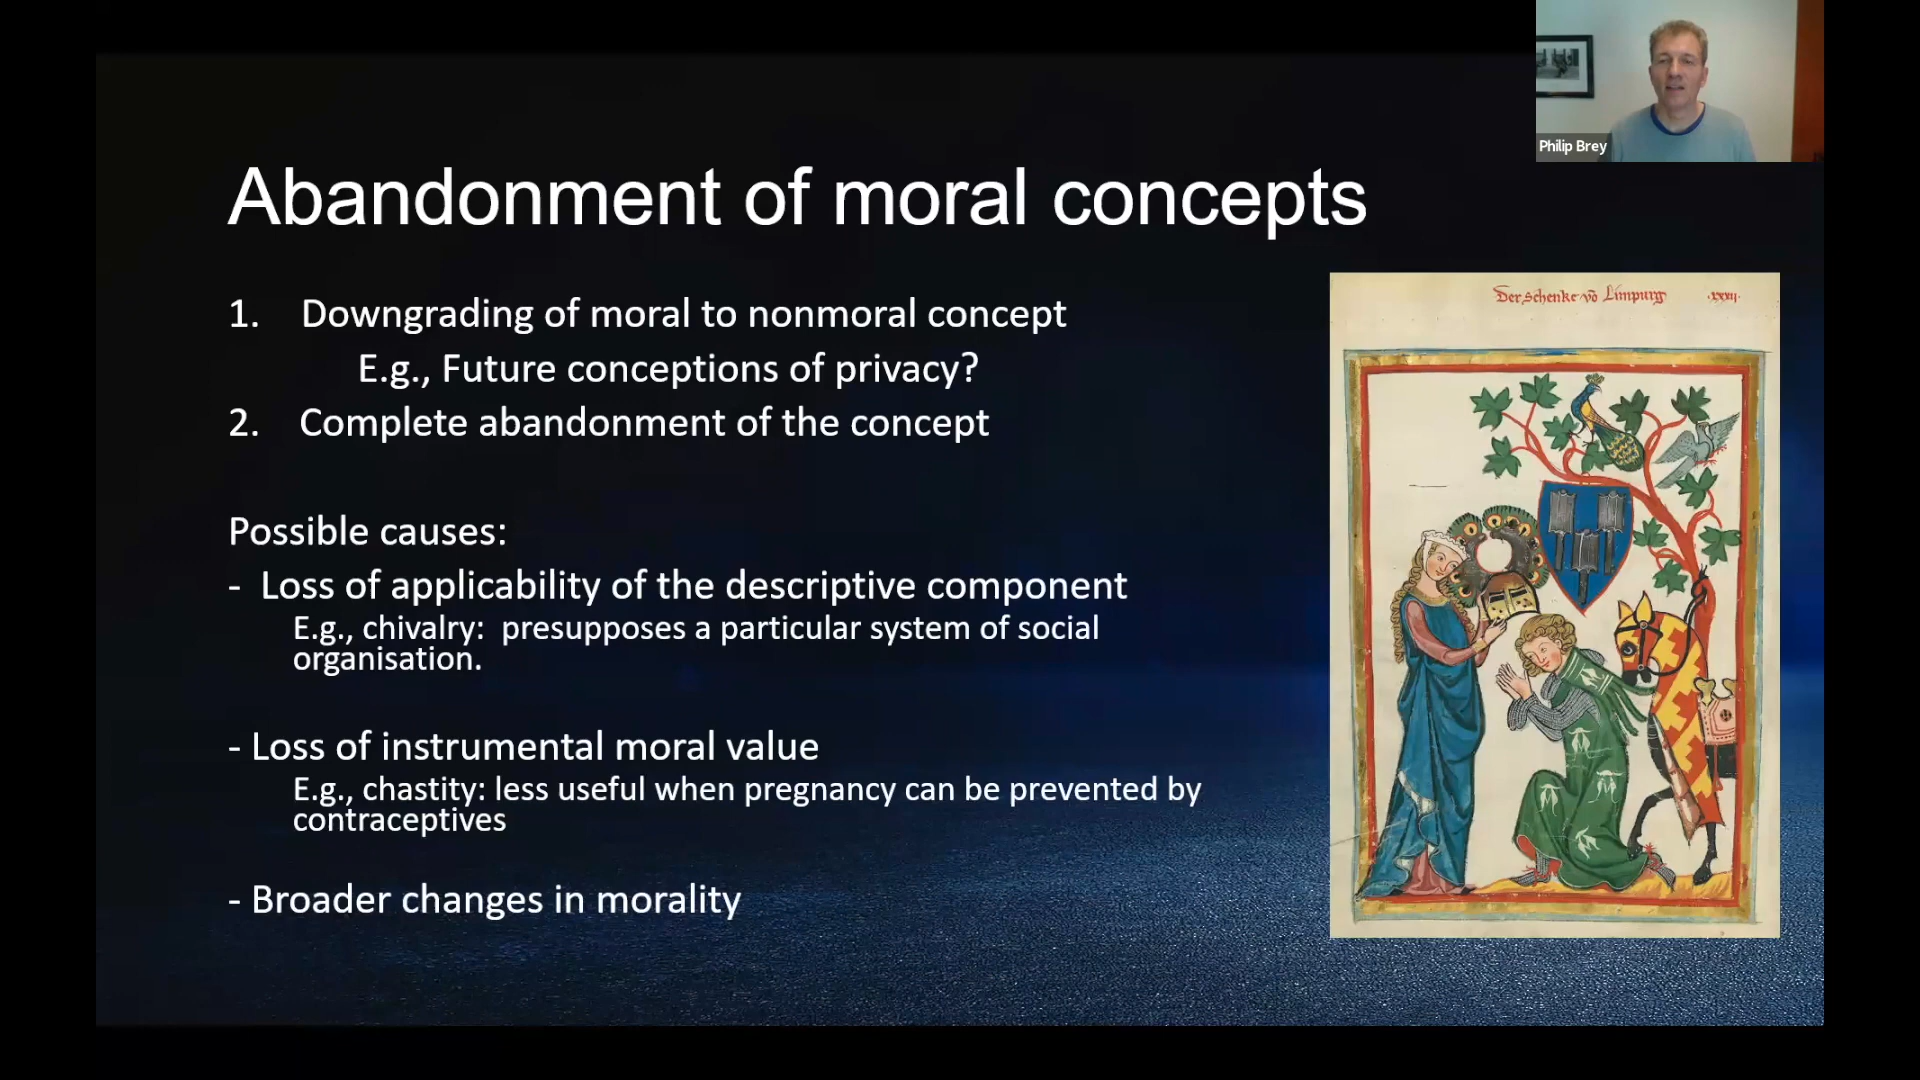 Philip Brey
Abandonment of moral concepts
1. Downgrading of moral to nonmoral concept
E.g., Future conceptions of privacy?
2. Complete abandonment of the concept
Possible causes:
- Loss of applicability of the descriptive component
E.g., chivalry: presupposes a particular system of social
organisation.
- Loss of instrumental moral value
E.g., chastity: less useful when pregnancy can be prevented by
contraceptives
- Broader changes in morality
Der schenke vō Limpurg .xxxij.